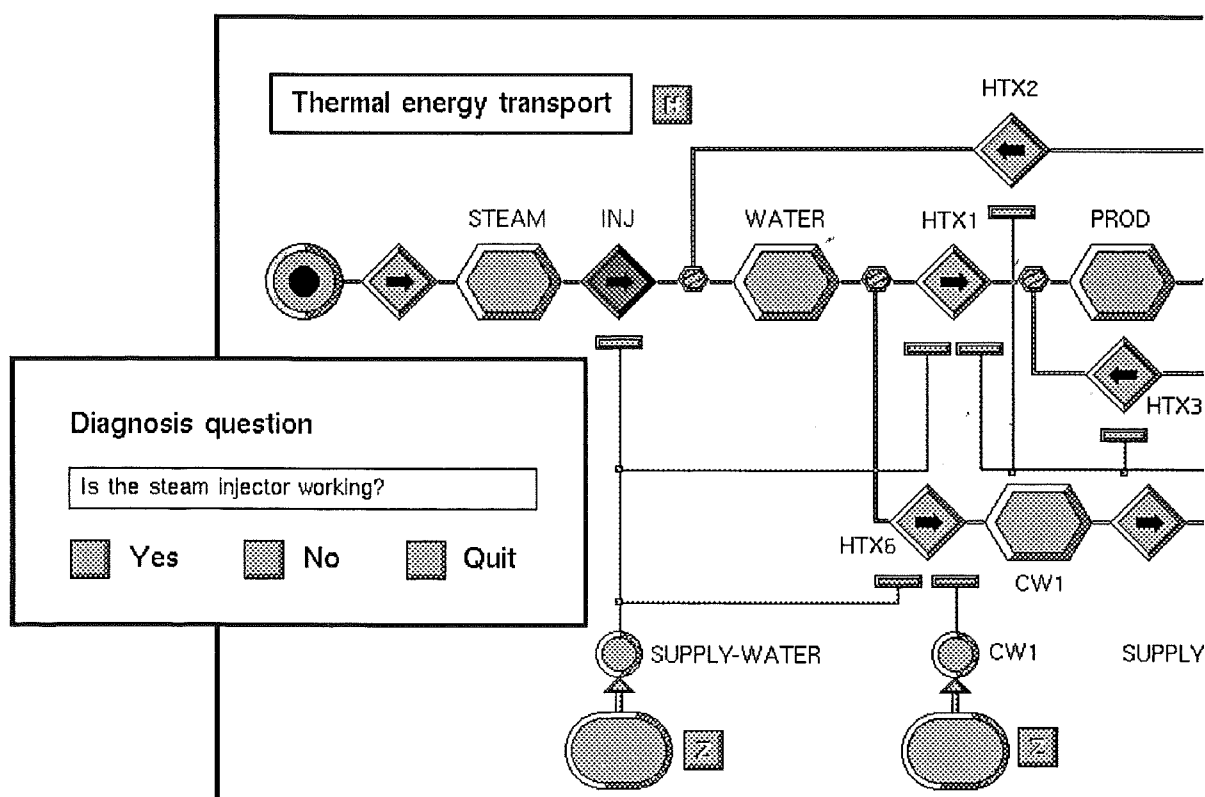 HTX2
Thermal energy transport
STEAM
INJ
WATER
HTX1
PROD
HTX3
Diagnosis question
Is the steam injector working?
Yes
No
Quit
HTX6
CW1
SUPPLY-WATER
CW1
SUPPLY
Z
Z